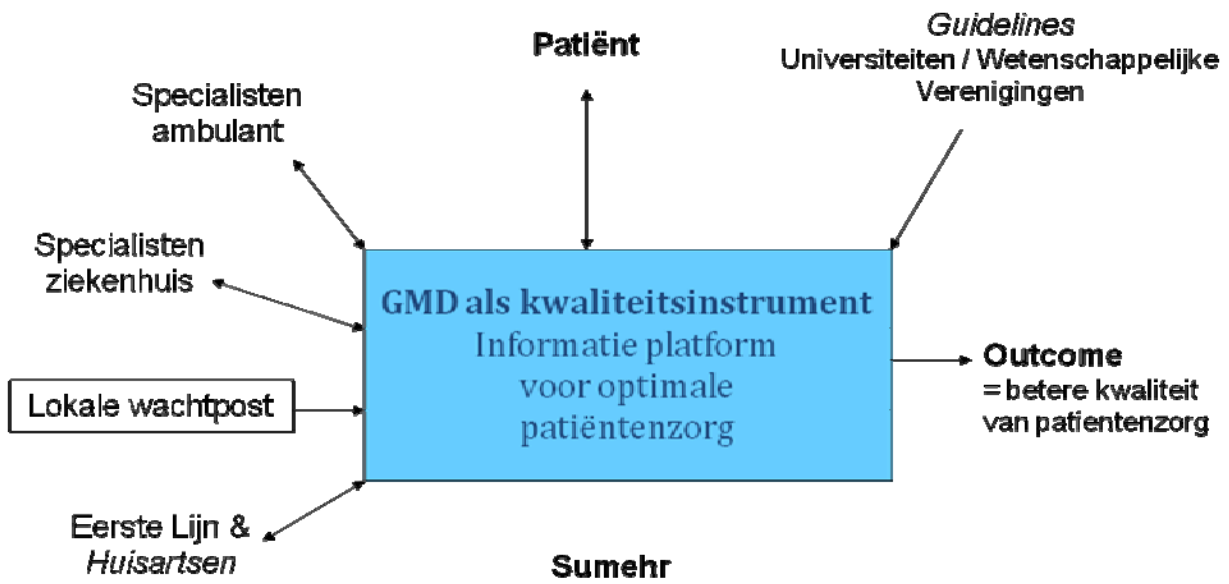 Patiënt
Guidelines
Universiteiten / Wetenschappelijke
Verenigingen
Specialisten
ambulant
Specialisten
ziekenhuis
GMD als kwaliteitsinstrument
Informatie platform
voor optimale
patiëntenzorg
Outcome
= betere kwaliteit
van patientenzorg
Lokale wachtpost
Eerste Lijn &
Huisartsen
Sumehr